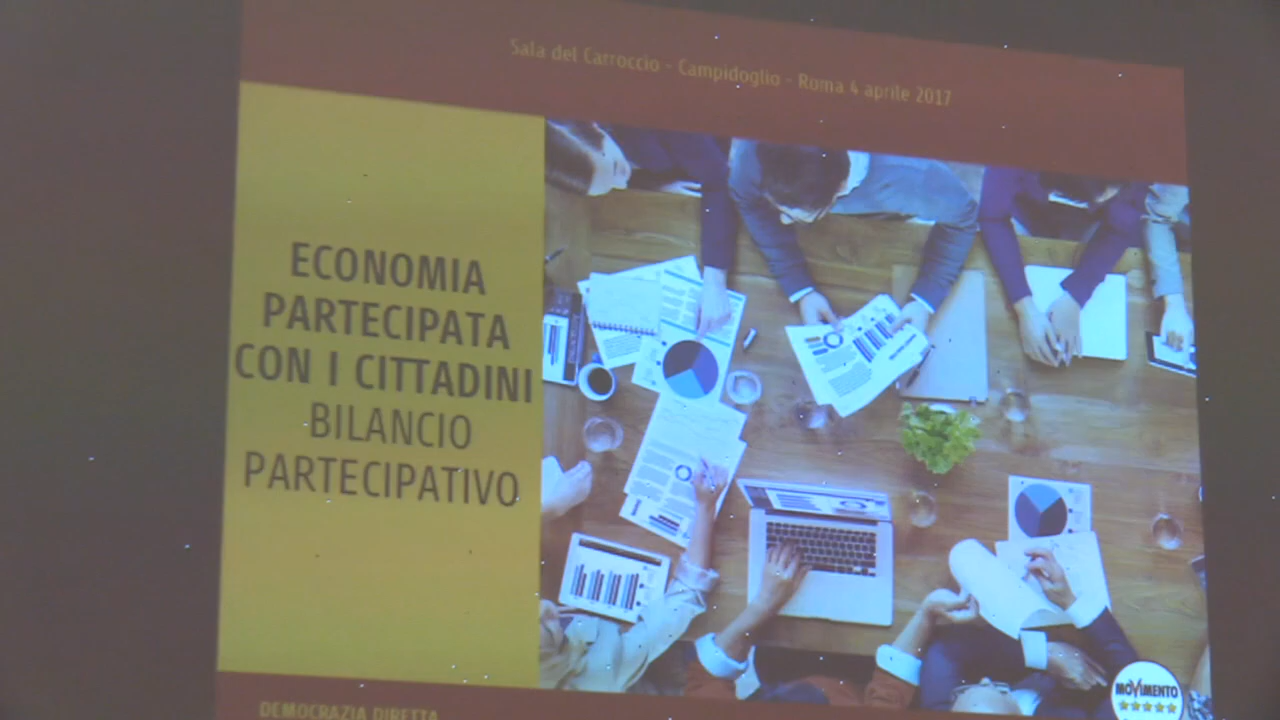 Sala del Carroccio - Campidoglio - Roma 4 aprile 2017
ECONOMIA
PARTECIPATA
CON I CITTADINI
BILANCIO
PARTECIPATIVO
DEMOCRAZIA DIRETTA
MOVIMENTO